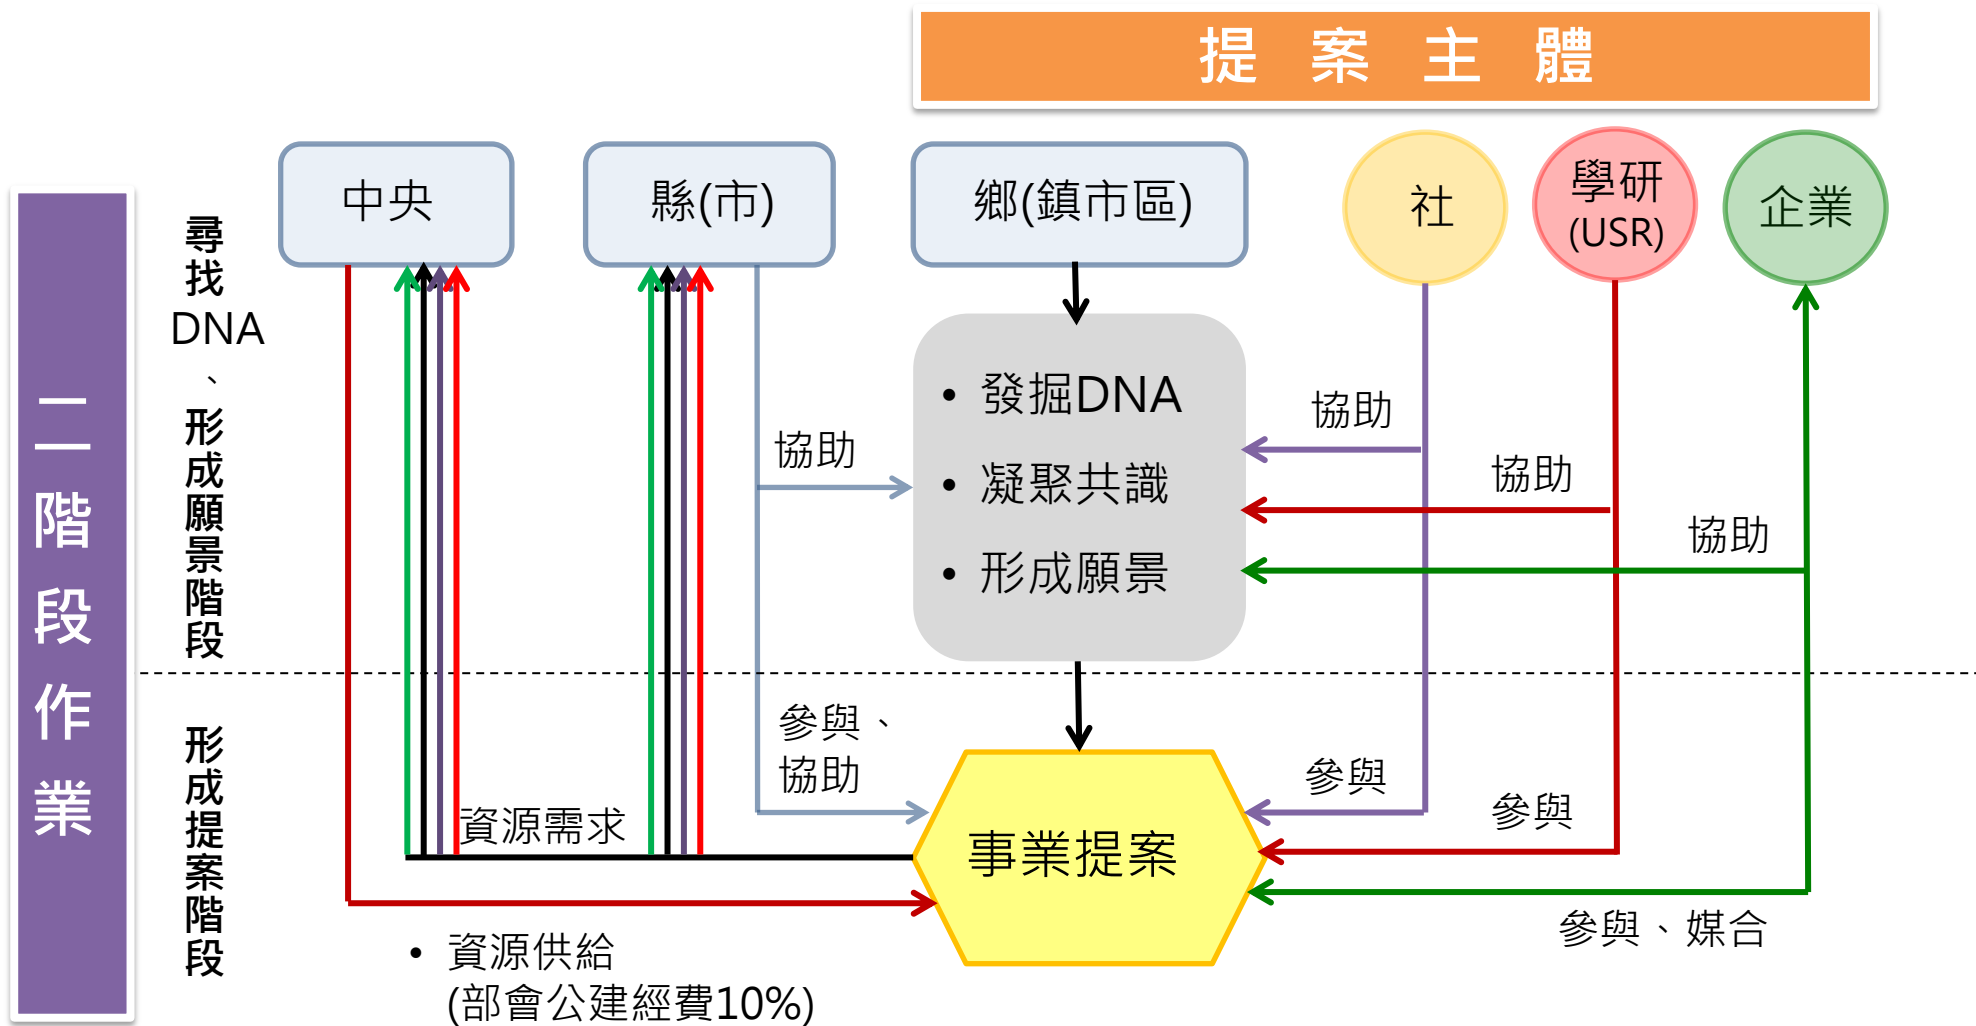 提案主體
中央
縣(市)
鄉(鎮市區)
社
學研
(USR)
企業
二階段作業
尋找DNA、形成願景階段
• 發掘DNA
• 凝聚共識
• 形成願景
協助
協助
協助
協助
形成提案階段
參與、
協助
資源需求
事業提案
參與
參與
參與、媒合
• 資源供給
(部會公建經費10%)